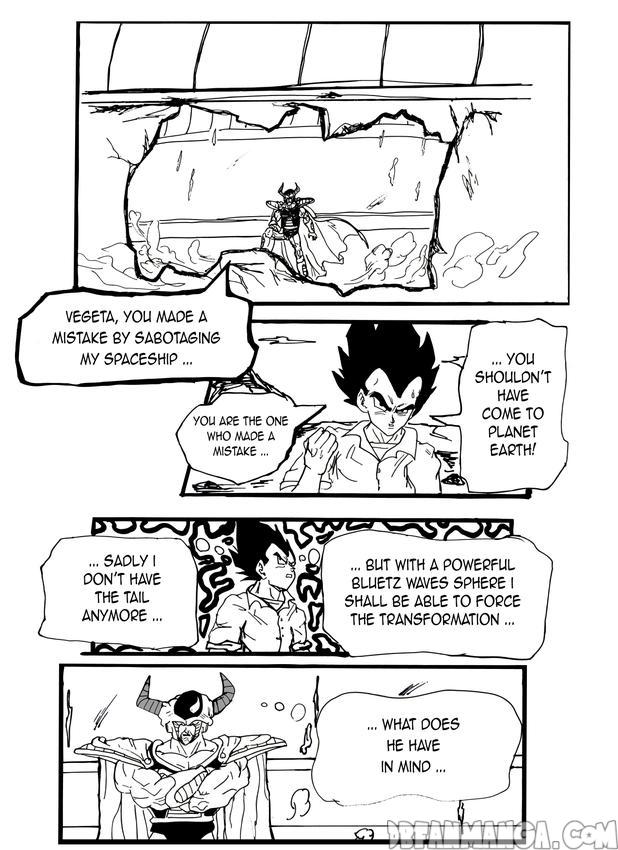 VEGETA, YOU MADE A
MISTAKE BY SABOTAGING
MY SPACESHIP ...
... YOU
SHOULDN'T
HAVE
COME TO
PLANET
EARTH!
YOU ARE THE ONE
WHO MADE A
MISTAKE ...
... SADLY I
DON'T HAVE
THE TAIL
ANYMORE ...
... BUT WITH A POWERFUL
BLUETZ WAVES SPHERE I
SHALL BE ABLE TO FORCE
THE TRANSFORMATION ...
... WHAT DOES
HE HAVE
IN MIND ...
DBFANMANGA.COM